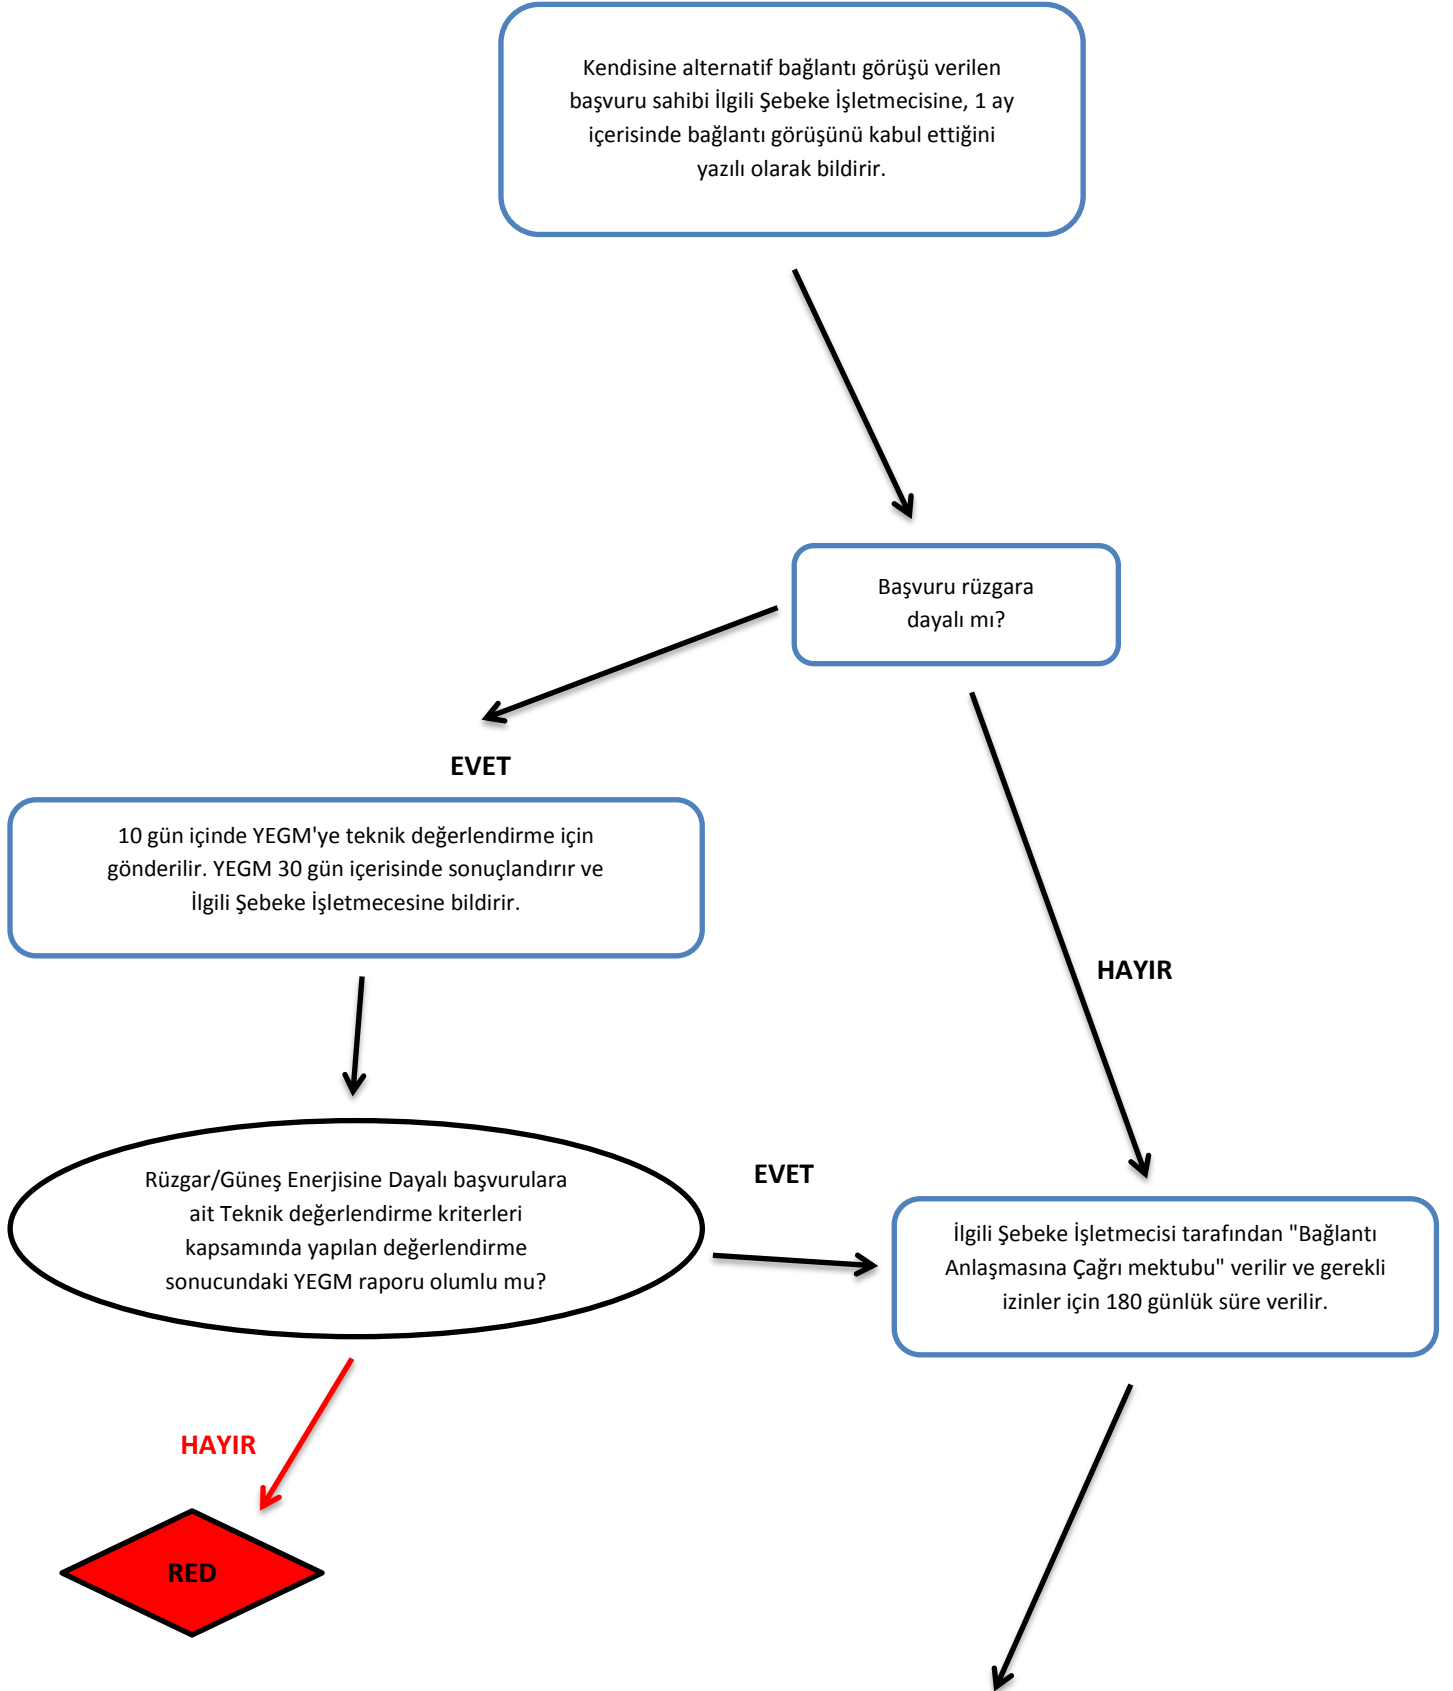 Kendisine alternatif bağlantı görüşü verilen
başvuru sahibi İlgili Şebeke İşletmecisine, 1 ay
içerisinde bağlantı görüşünü kabul ettiğini
yazılı olarak bildirir.
Başvuru rüzgara
dayalı mı?
EVET
10 gün içinde YEGM'ye teknik değerlendirme için
gönderilir. YEGM 30 gün içerisinde sonuçlandırır ve
İlgili Şebeke İşletmecesine bildirir.
HAYIR
Rüzgar/Güneş Enerjisine Dayalı başvurulara
ait Teknik değerlendirme kriterleri
kapsamında yapılan değerlendirme
sonucundaki YEGM raporu olumlu mu?
EVET
İlgili Şebeke İşletmecisi tarafından "Bağlantı
Anlaşmasına Çağrı mektubu" verilir ve gerekli
izinler için 180 günlük süre verilir.
HAYIR
RED